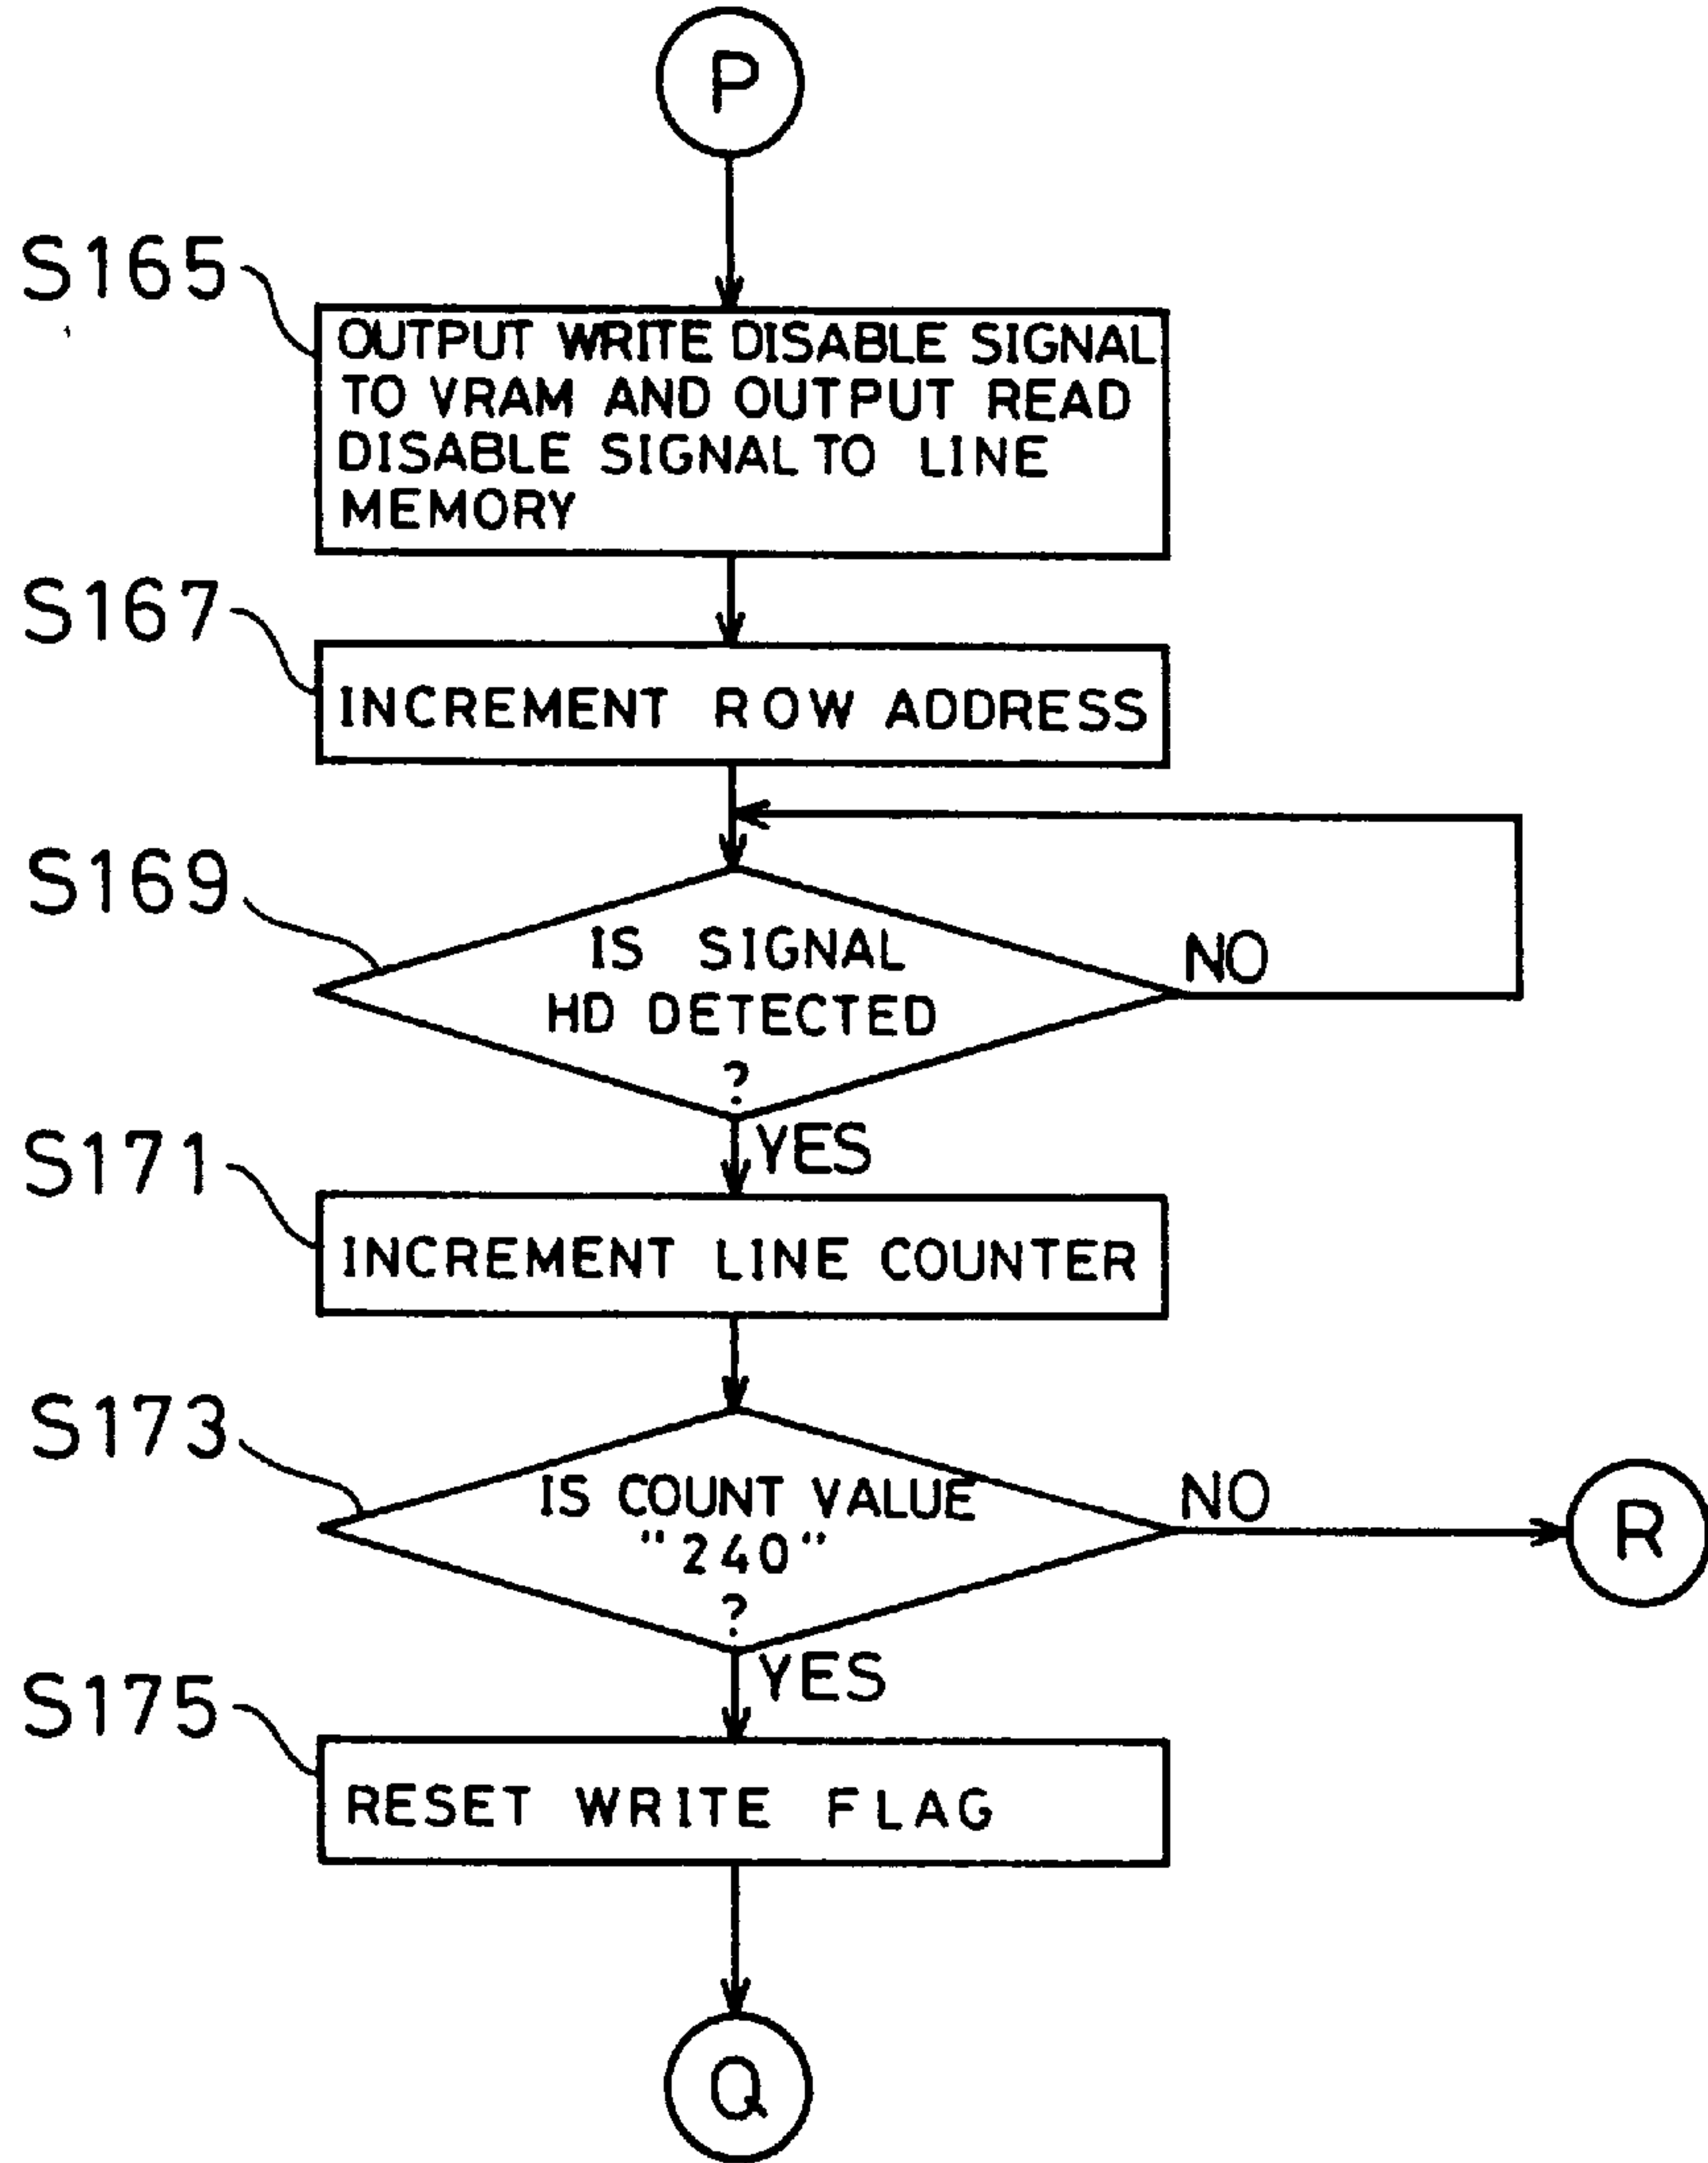 P
S165
OUTPUT WRITE DISABLE SIGNAL
TO VRAM AND OUTPUT READ
DISABLE SIGNAL TO LINE
MEMORY
S167
INCREMENT ROW ADDRESS
S169
IS SIGNAL
HD DETECTED
?
NO
YES
S171
INCREMENT LINE COUNTER
S173
IS COUNT VALUE
"240"
?
NO
R
YES
S175
RESET WRITE FLAG
Q